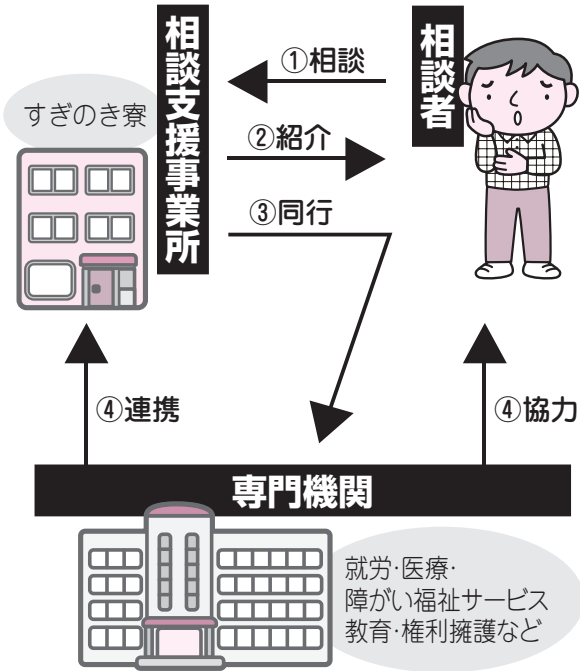 相談支援事業所
相談者
すぎのき寮
①相談
②紹介
③同行
④連携
④協力
専門機関
就労・医療・
障がい福祉サービス
教育・権利擁護など